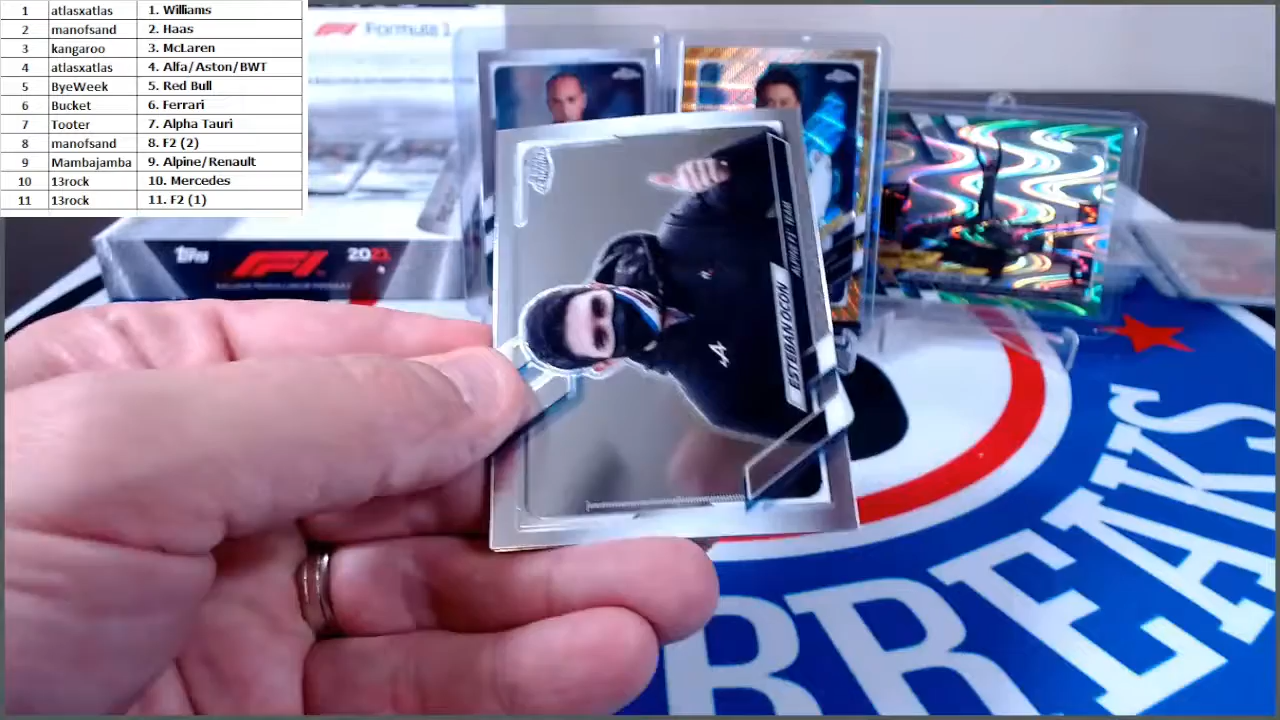 1 atlasxatlas 1. Williams
2 manofsand 2. Haas
3 kangaroo 3. McLaren
4 atlasxatlas 4. Alfa/Aston/BWT
5 ByeWeek 5. Red Bull
6 Bucket 6. Ferrari
7 Tooter 7. Alpha Tauri
8 manofsand 8. F2 (2)
9 Mambajamba 9. Alpine/Renault
10 13rock 10. Mercedes
11 13rock 11. F2 (1)
Formula 1
Topps F1 2021
ESTEBAN OCON
ALPINE F1 TEAM
BREAKS